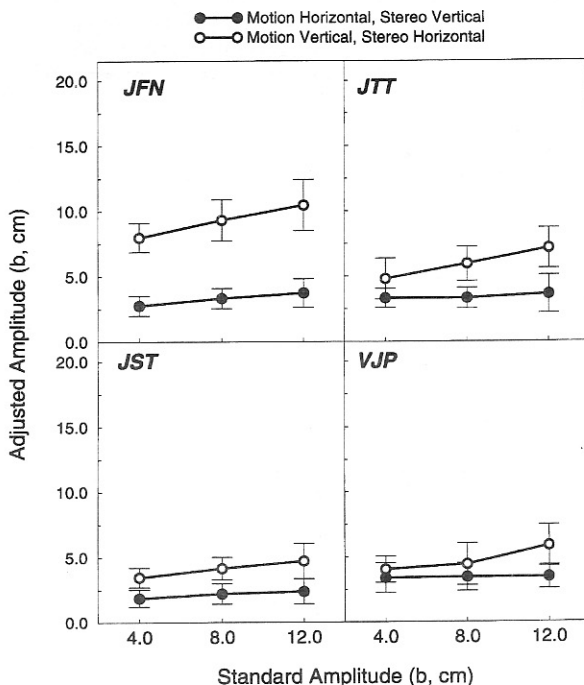 Motion Horizontal, Stereo Vertical
Motion Vertical, Stereo Horizontal
JFN
JTT
20.0
15.0
10.0
5.0
0.0
JST
VJP
20.0
15.0
10.0
5.0
0.0
4.0 8.0 12.0 4.0 8.0 12.0
Adjusted Amplitude (b, cm)
Standard Amplitude (b, cm)